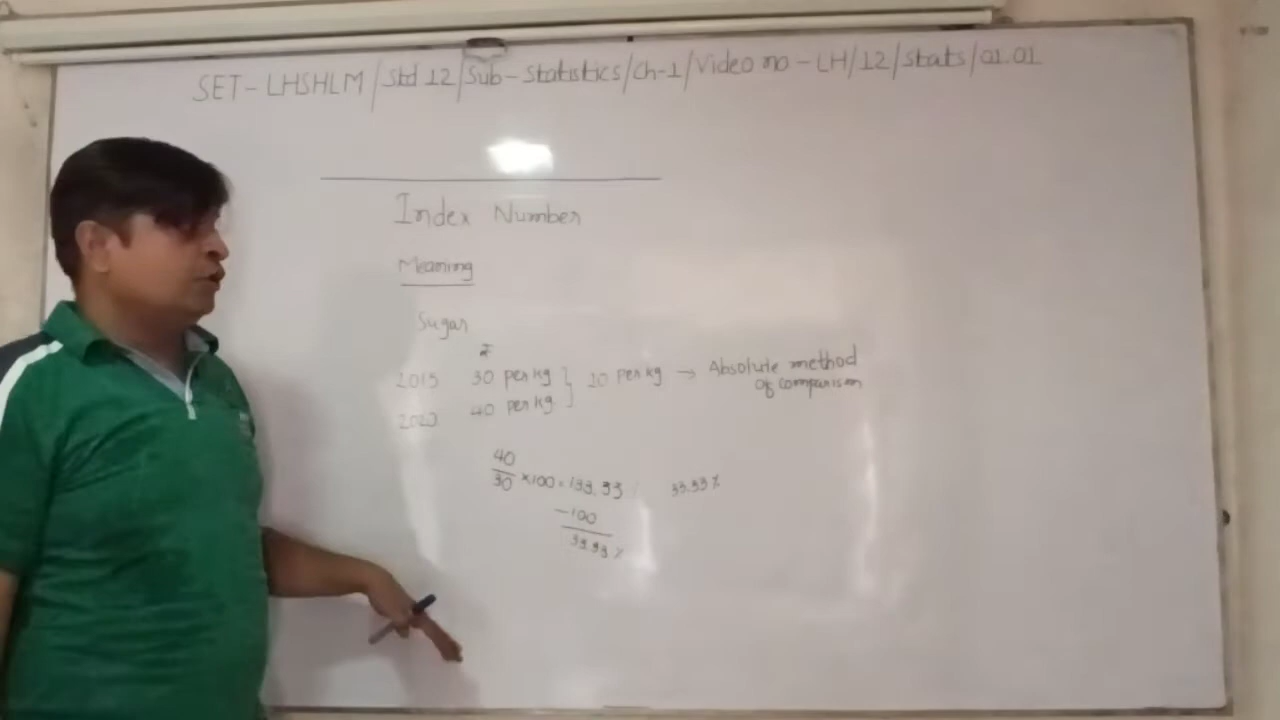 SET-LHSHLM/Std 12/Sub-Statistics/Ch-1/Video no-LH/12/Stats/01.01
Index Number
Meaning
Sugar
₹
2015 30 per kg } 10 per kg → Absolute method
of comparison
2020 40 per kg
40
30 ×100 = 133.33 33.33%
-100
33.33%